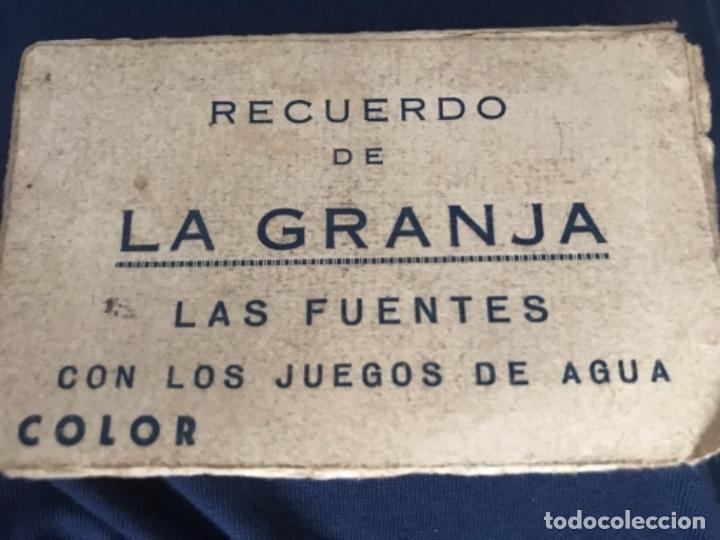 RECUERDO
DE
LA GRANJA
LAS FUENTES
CON LOS JUEGOS DE AGUA
COLOR
todocoleccion